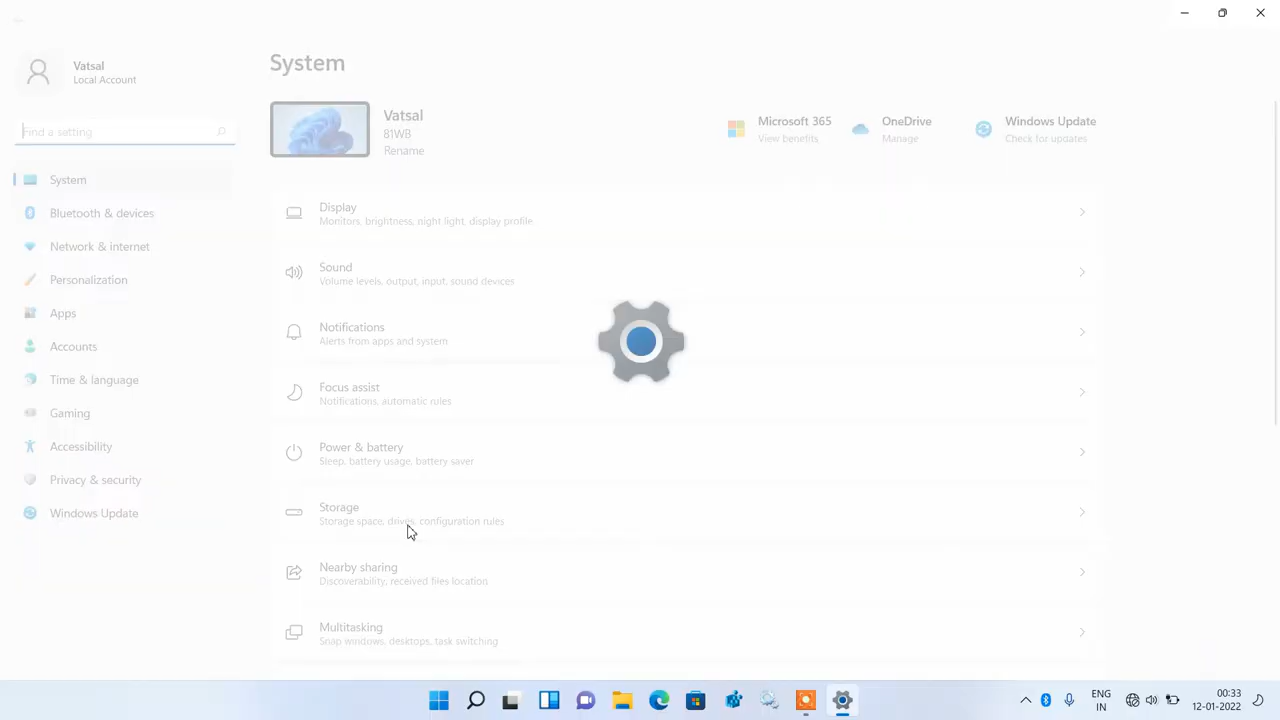 Vatsal
Local Account
Find a setting
System
Bluetooth & devices
Network & internet
Personalization
Apps
Accounts
Time & language
Gaming
Accessibility
Privacy & security
Windows Update
System
Vatsal
81WB
Rename
Microsoft 365
View benefits
OneDrive
Manage
Windows Update
Check for updates
Display
Monitors, brightness, night light, display profile
Sound
Volume levels, output, input, sound devices
Notifications
Alerts from apps and system
Focus assist
Notifications, automatic rules
Power & battery
Sleep, battery usage, battery saver
Storage
Storage space, drives, configuration rules
Nearby sharing
Discoverability, received files location
Multitasking
Snap windows, desktops, task switching
ENG
IN
00:33
12-01-2022